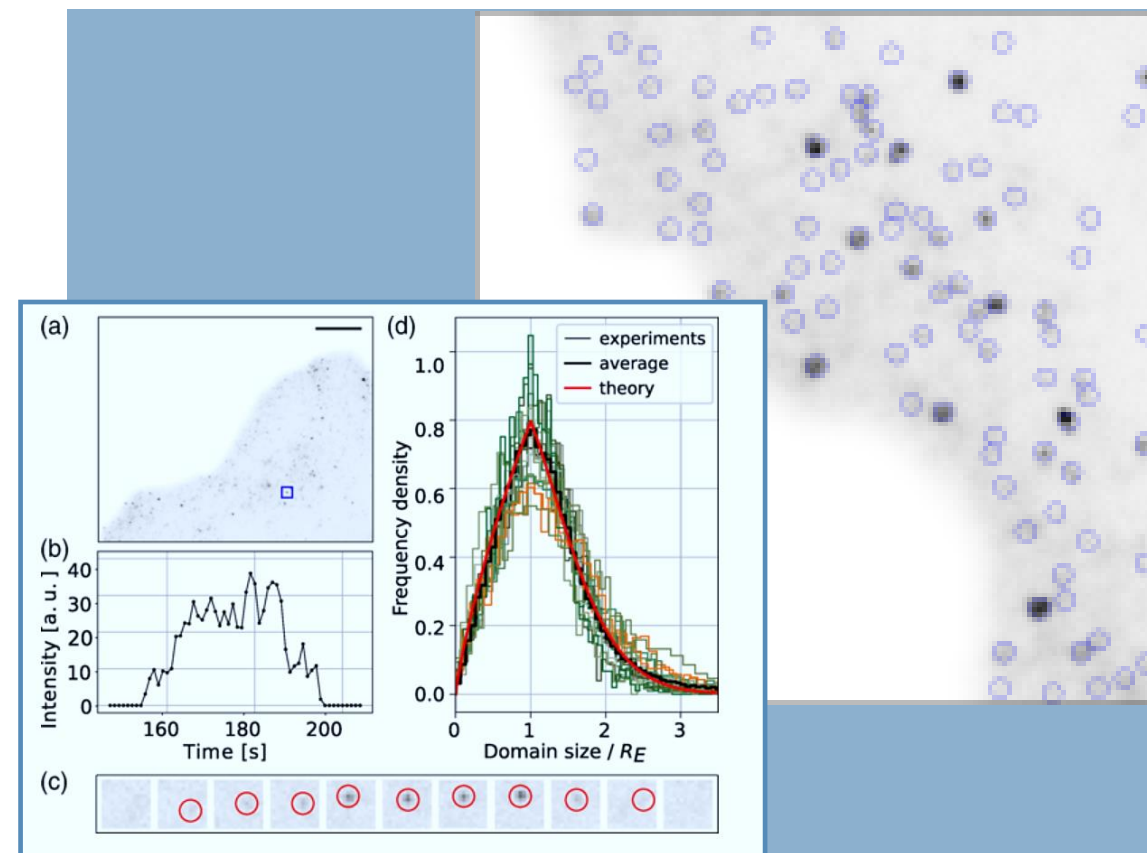 (a)
(b)
Intensity [a. u.]
40
30
20
10
0
160
180
200
Time [s]
(c)
(d)
Frequency density
1.0
0.8
0.6
0.4
0.2
0.0
experiments
average
theory
0
1
2
3
Domain size / R_E